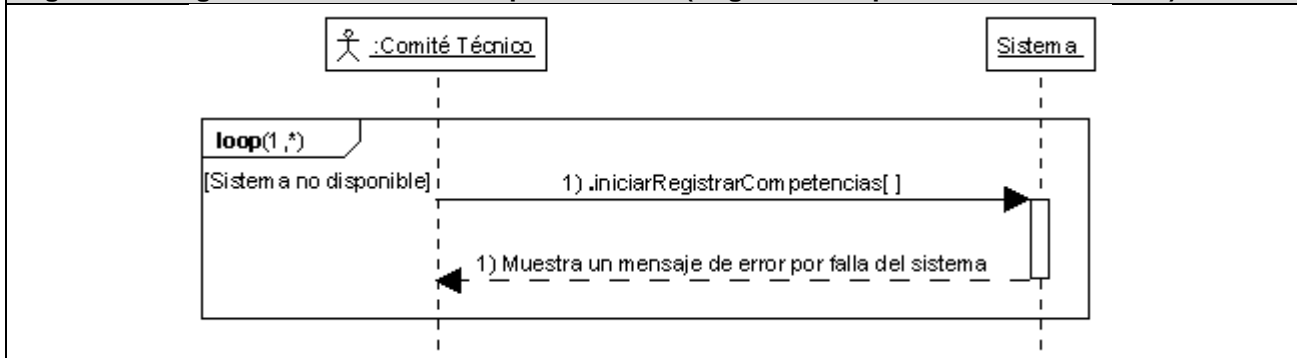 :Comité Técnico
Sistema
loop(1,*)
[Sistema no disponible]
1) .iniciarRegistrarCompetencias[ ]
1) Muestra un mensaje de error por falla del sistema